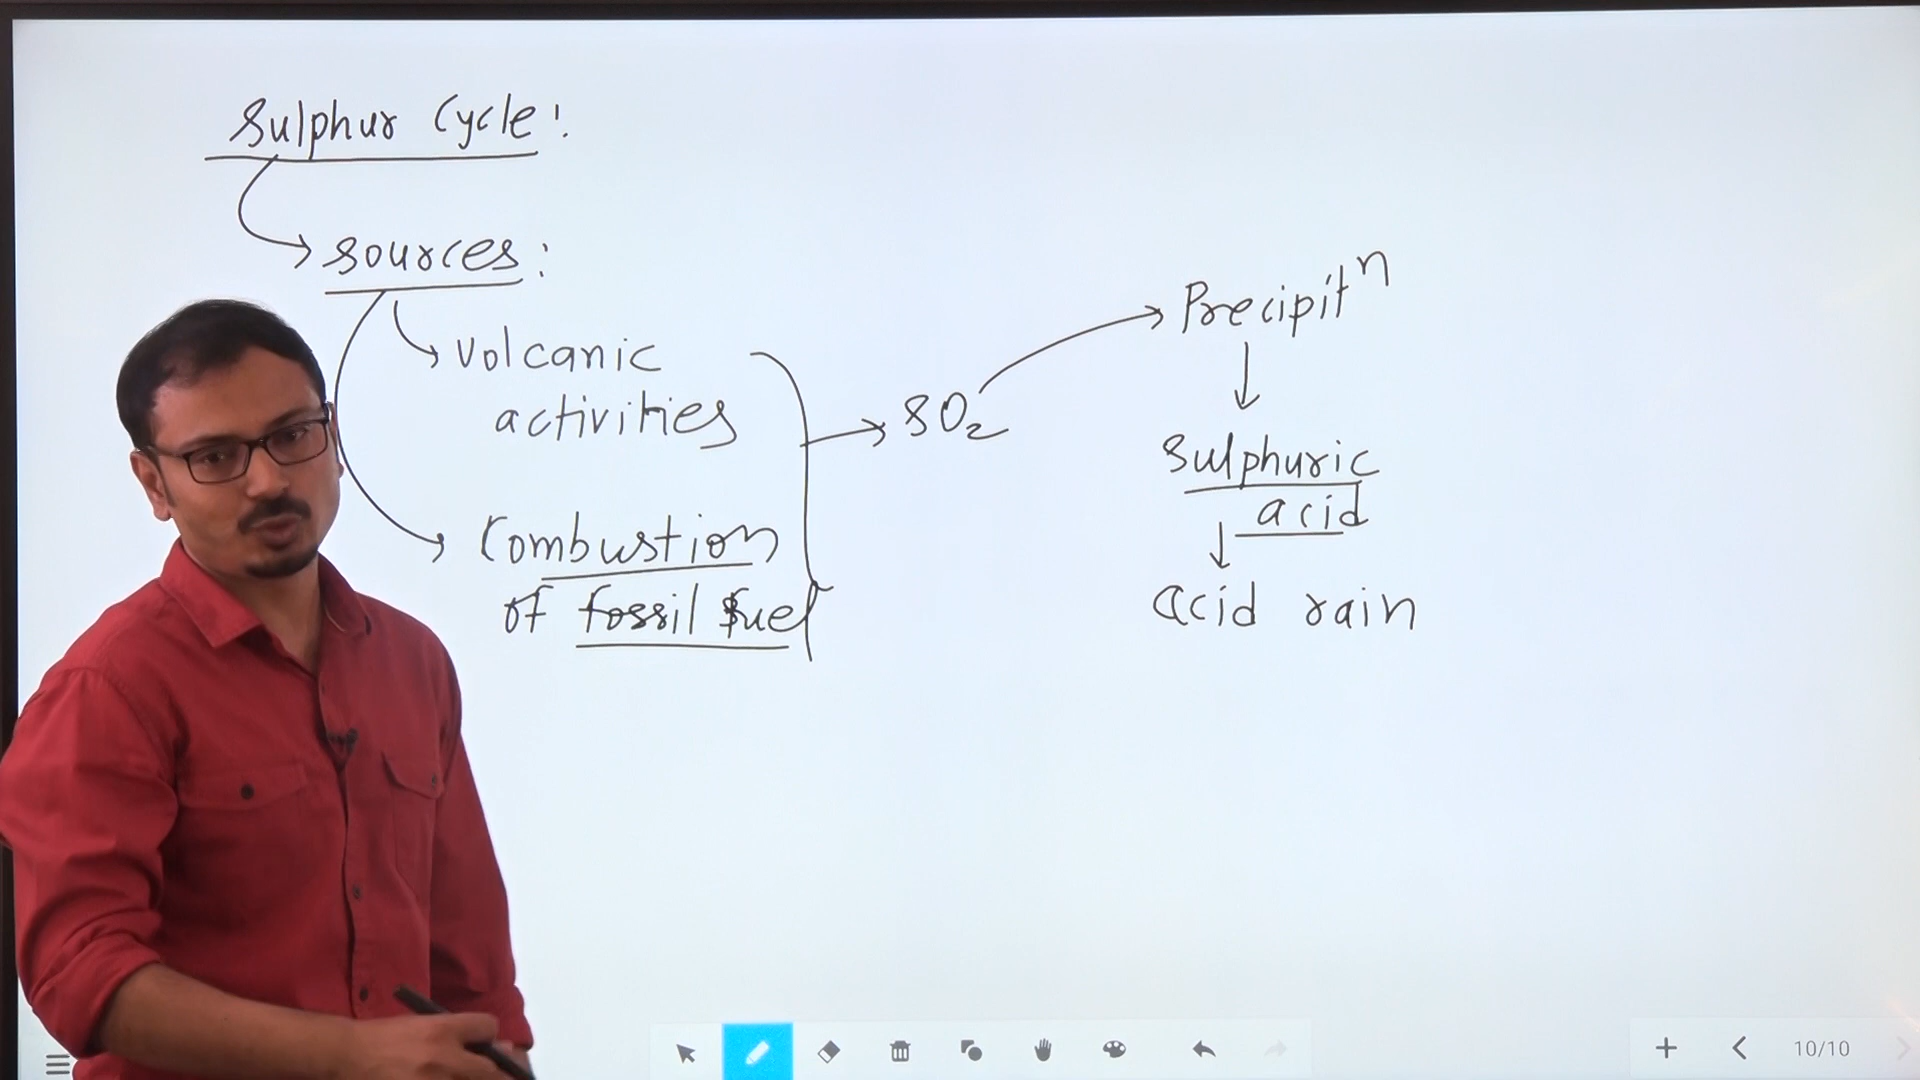 Sulphur Cycle:
sources:
volcanic
activities
Combustion
of fossil fuel
SO₂
Precipitⁿ
Sulphuric
acid
acid rain
10/10